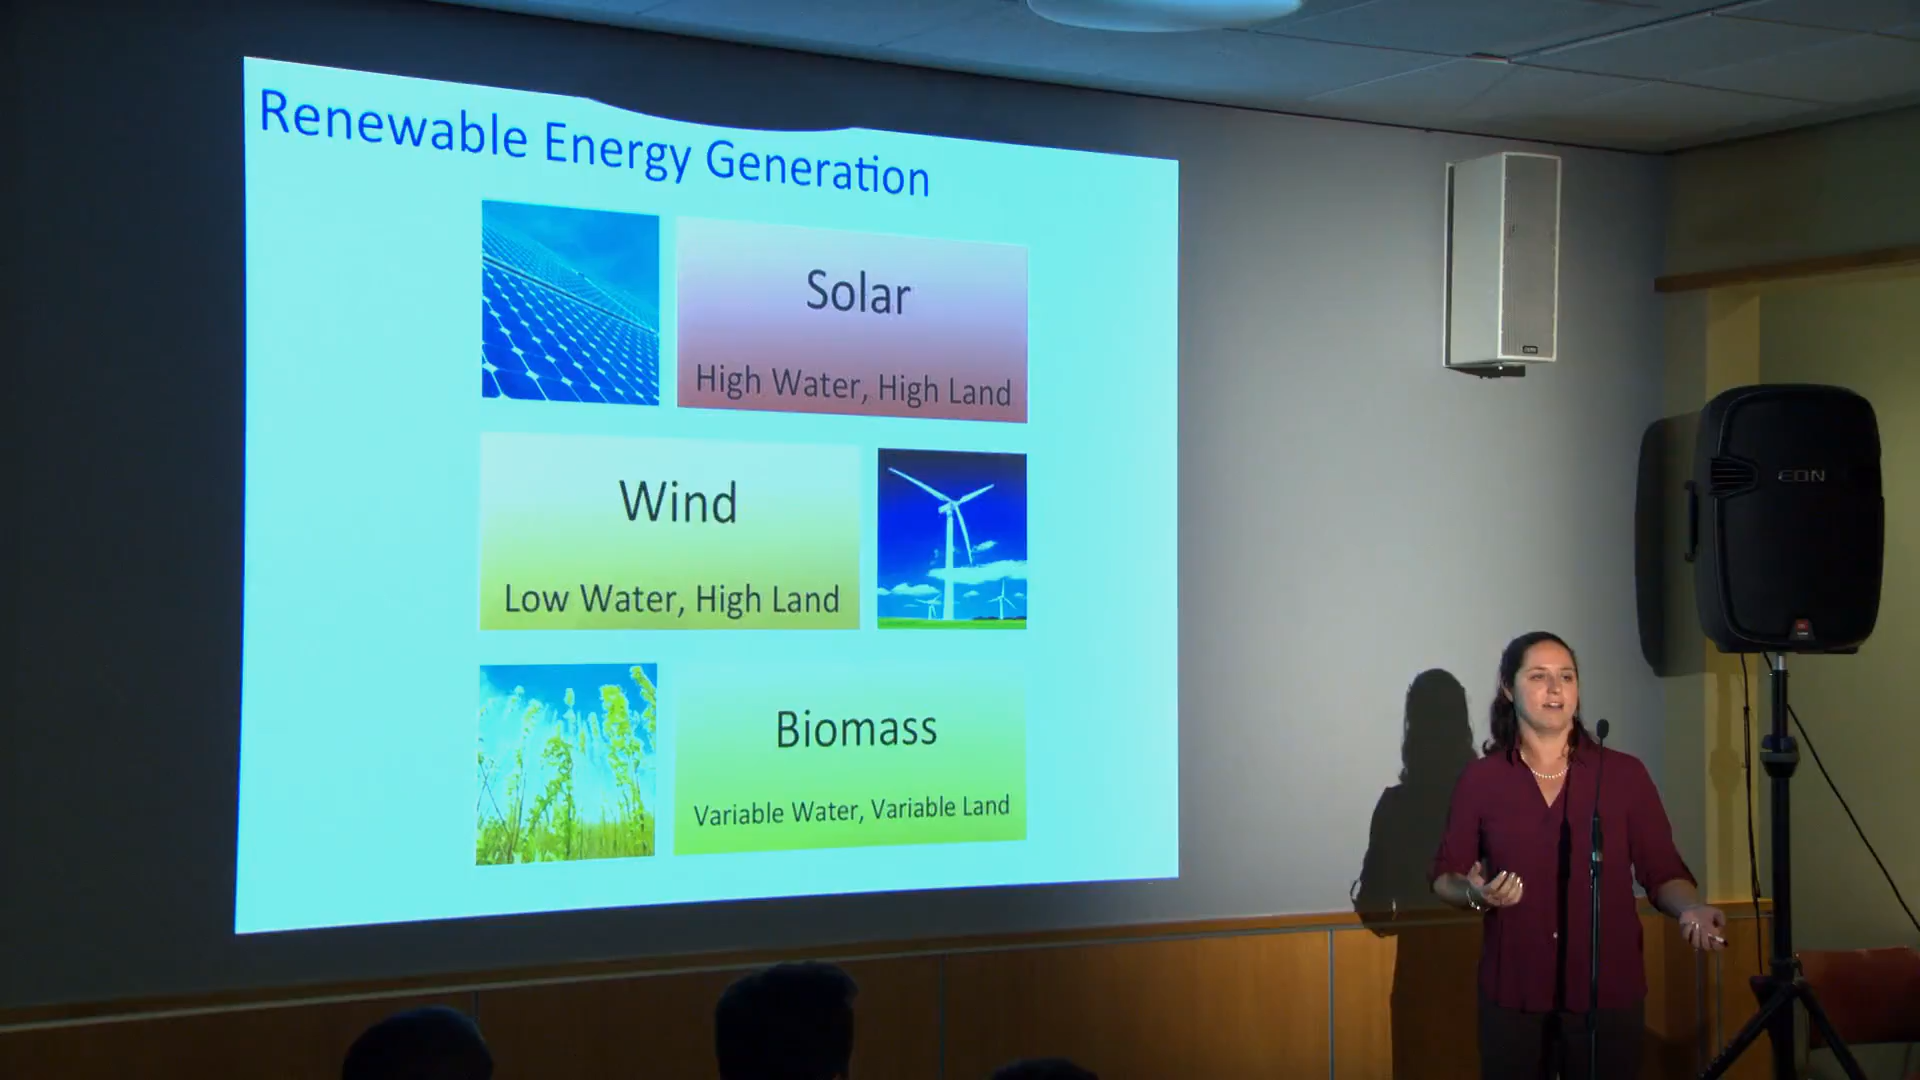 Renewable Energy Generation
Solar
High Water, High Land
Wind
Low Water, High Land
Biomass
Variable Water, Variable Land
EON